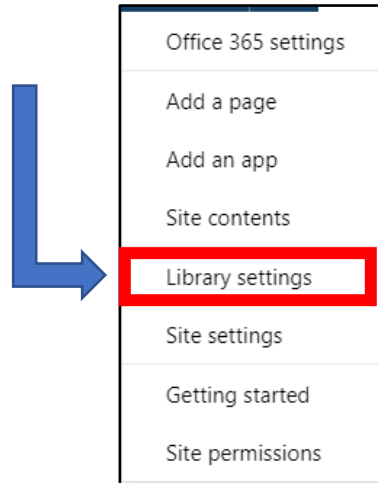 Office 365 settings
Add a page
Add an app
Site contents
Library settings
Site settings
Getting started
Site permissions